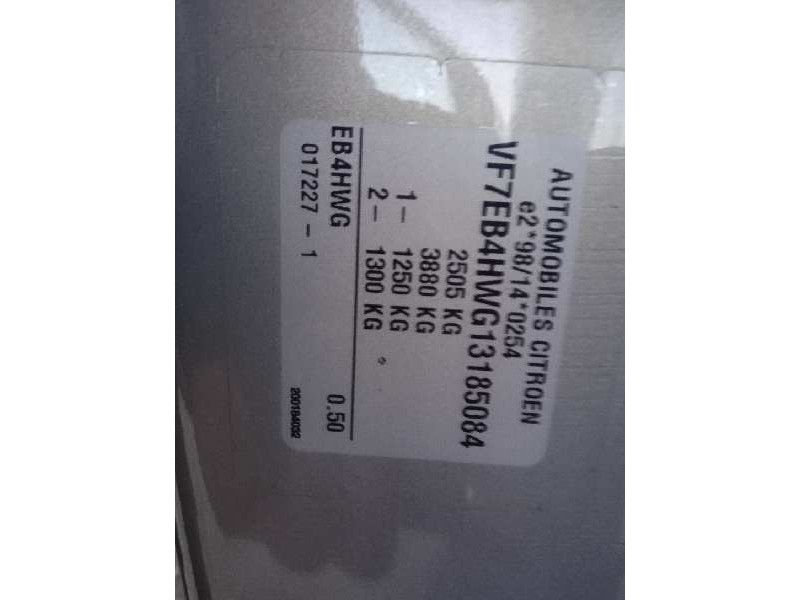 AUTOMOBILES CITROEN
e2*98/14*0254
VF7EB4HWG13185084
2505 KG
3880 KG
1- 1250 KG
2- 1300 KG
EB4HWG 0.50
017227 - 1
200184032